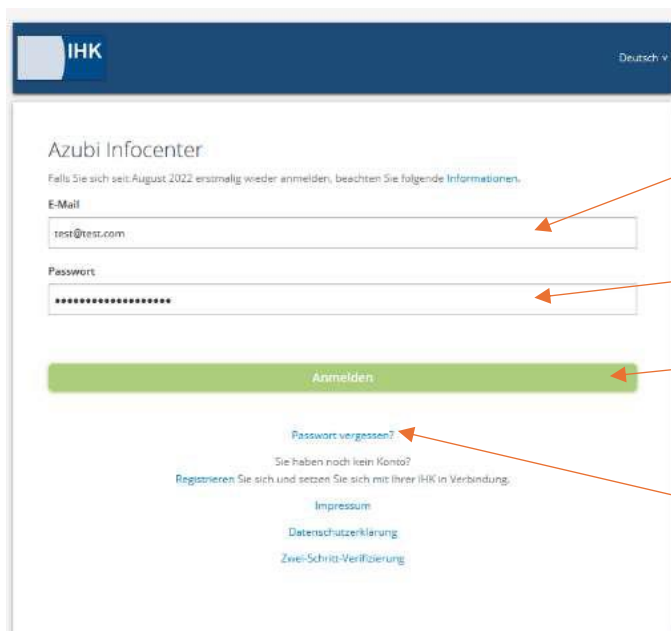 IHK
Deutsch
Azubi Infocenter
Falls Sie sich seit August 2022 erstmalig wieder anmelden, beachten Sie folgende Informationen.
E-Mail
test@test.com
Passwort
•••••••••••••••••••
Anmelden
Passwort vergessen?
Sie haben noch kein Konto?
Registrieren Sie sich und setzen Sie sich mit Ihrer IHK in Verbindung.
Impressum
Datenschutzerklärung
Zwei-Schritt-Verifizierung